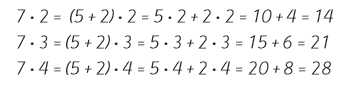 7 • 2 = (5 + 2) • 2 = 5 • 2 + 2 • 2 = 10 + 4 = 14
7 • 3 = (5 + 2) • 3 = 5 • 3 + 2 • 3 = 15 + 6 = 21
7 • 4 = (5 + 2) • 4 = 5 • 4 + 2 • 4 = 20 + 8 = 28